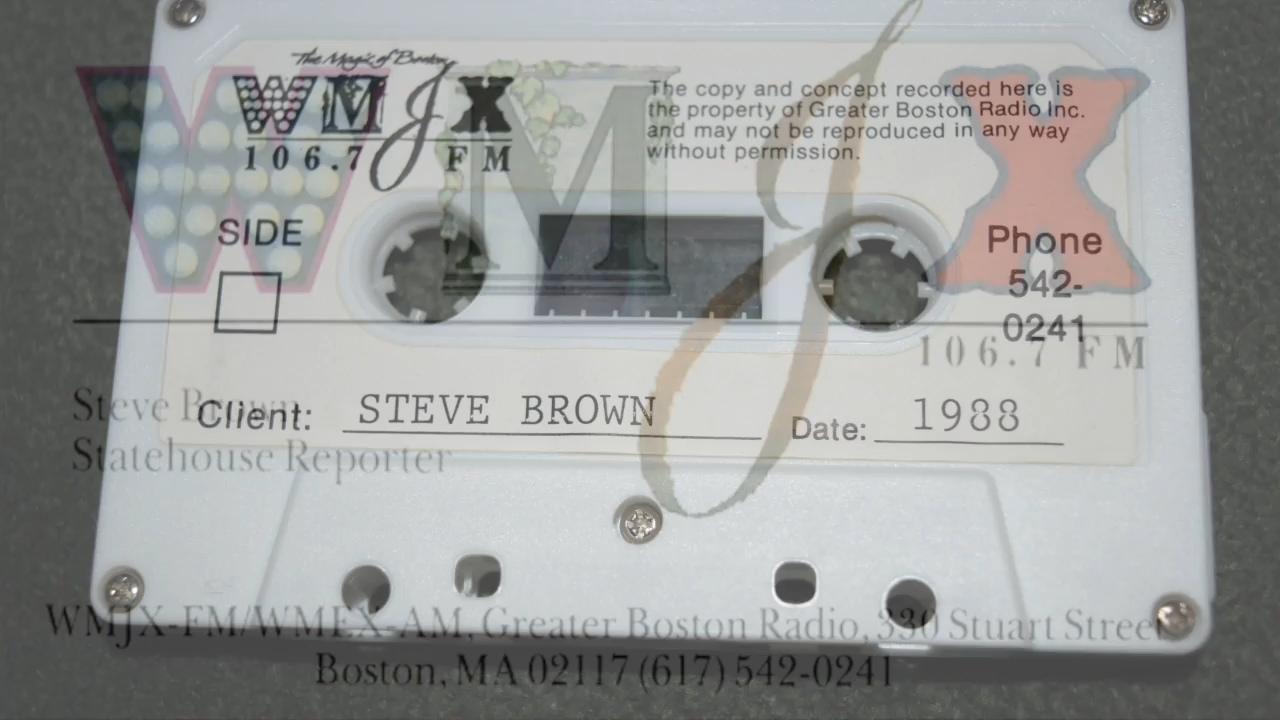 The Magic of Boston
WMJX
106.7 FM
The copy and concept recorded here is
the property of Greater Boston Radio Inc.
and may not be reproduced in any way
without permission.
WMJX
SIDE
Phone
542-
0241
106.7 FM
Client: STEVE BROWN Date: 1988
Steve Brown
Statehouse Reporter
WMJX-FM/WMEX-AM, Greater Boston Radio, 330 Stuart Street
Boston, MA 02117 (617) 542-0241